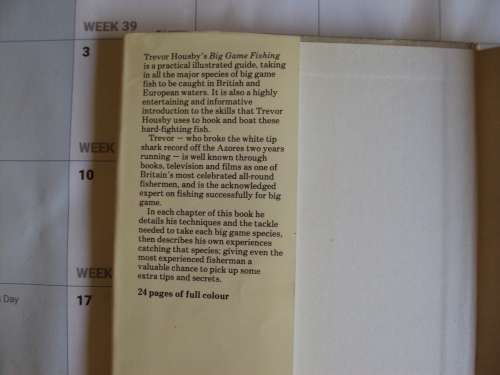 WEEK 39
3
WEEK
10
WEEK
Day
17
Trevor Housby's Big Game Fishing
is a practical illustrated guide, taking
in all the major species of big game
fish to be caught in British and
European waters. It is also a highly
entertaining and informative
introduction to the skills that Trevor
Housby uses to hook and boat these
hard-fighting fish.
Trevor — who broke the white tip
shark record off the Azores two years
running — is well known through
books, television and films as one of
Britain's most celebrated all-round
fishermen, and is the acknowledged
expert on fishing successfully for big
game.
In each chapter of this book he
details his techniques and the tackle
needed to take each big game species,
then describes his own experiences
catching that species; giving even the
most experienced fisherman a
valuable chance to pick up some
extra tips and secrets.
24 pages of full colour